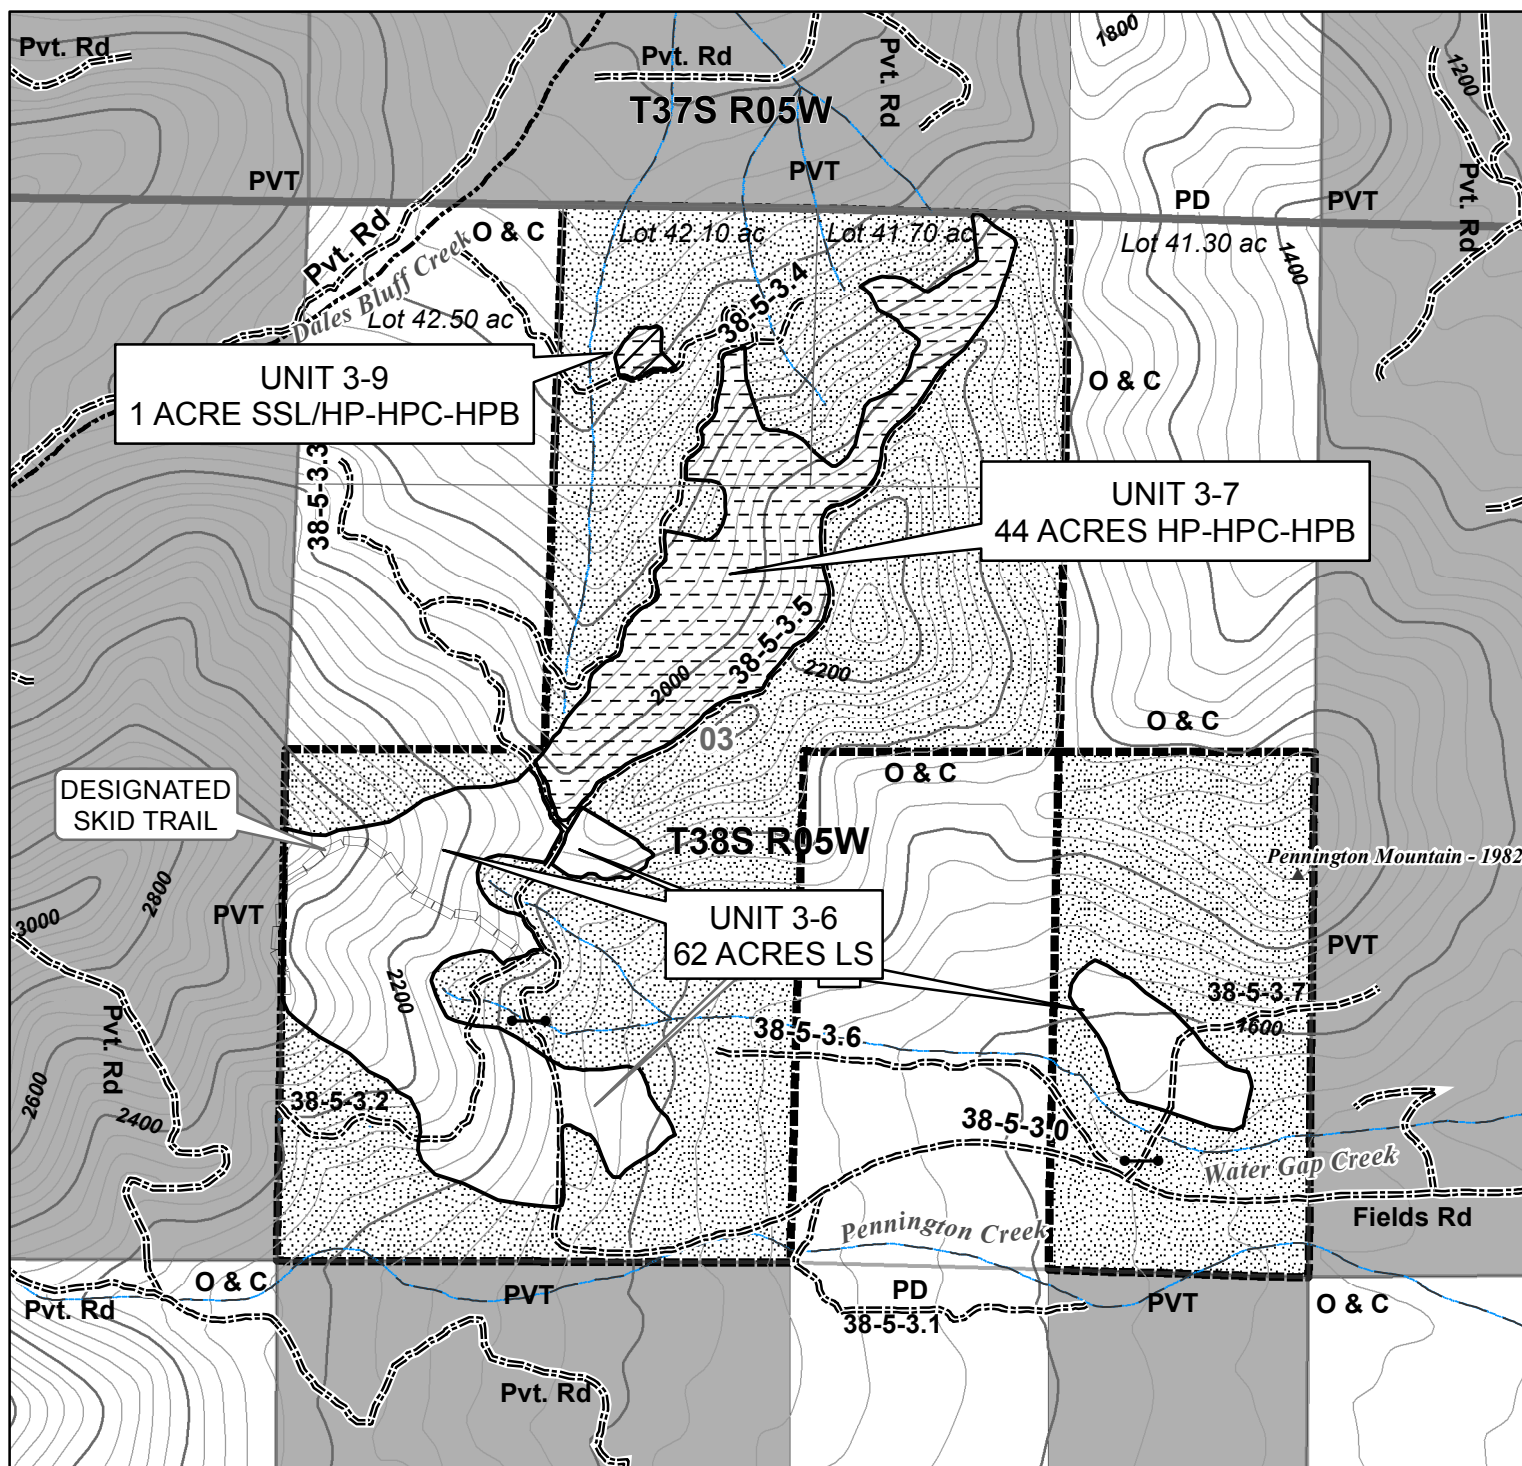 Pvt. Rd
Pvt. Rd
Pvt. Rd
1800
1200
T37S R05W
PVT
PVT
PD
PVT
Pvt. Rd
Pvt. Rd
O & C
Lot 42.10 ac
Lot 41.70 ac
Lot 41.30 ac
1400
Dales Bluff Creek
Lot 42.50 ac
38-5-3.4
UNIT 3-9
1 ACRE SSL/HP-HPC-HPB
O & C
38-5-3.3
UNIT 3-7
44 ACRES HP-HPC-HPB
38-5-3.5
2000
2200
03
O & C
O & C
DESIGNATED
SKID TRAIL
T38S R05W
Pennington Mountain - 1982
2800
3000
PVT
UNIT 3-6
62 ACRES LS
PVT
2200
38-5-3.7
1600
38-5-3.6
Pvt. Rd
2600
2400
38-5-3.2
38-5-3.0
Water Gap Creek
Fields Rd
Pennington Creek
O & C
Pvt. Rd
PVT
PD
38-5-3.1
PVT
O & C
Pvt. Rd